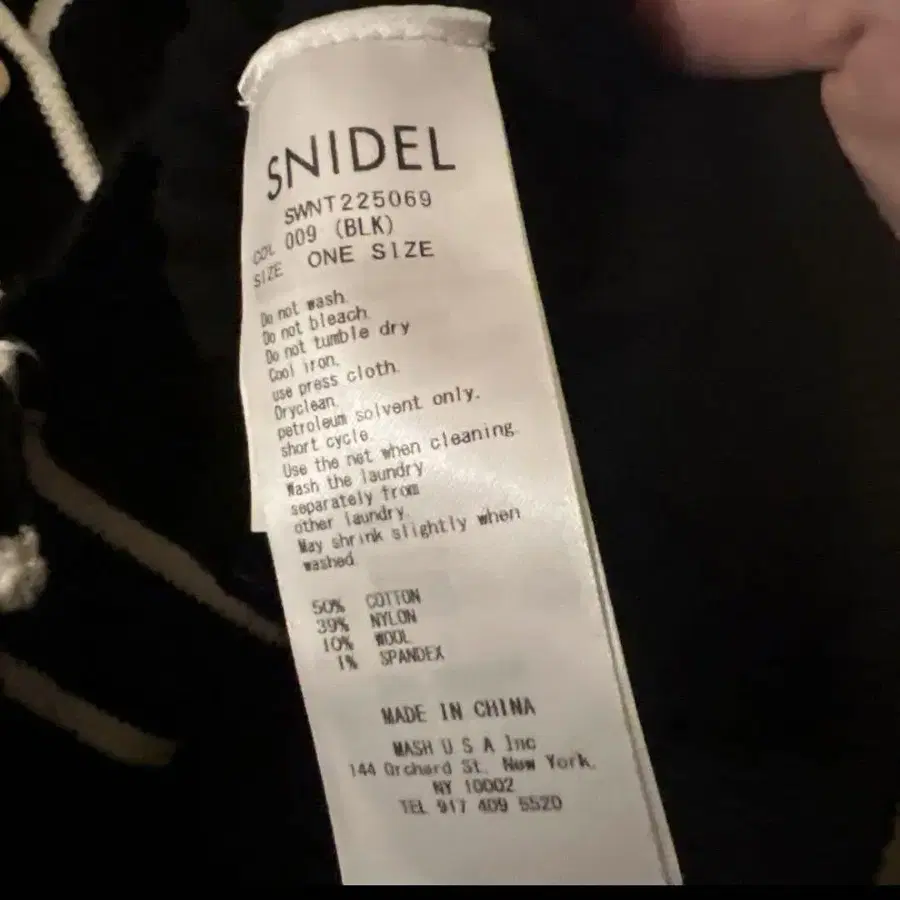 SNIDEL
SWNT225069
COL 009 (BLK)
SIZE ONE SIZE
Do not wash.
Do not bleach.
Do not tumble dry
Cool iron.
use press cloth.
Dryclean.
petroleum solvent only.
short cycle.
Use the net when cleaning.
Wash the laundry
separately from
other laundry.
May shrink slightly when
washed.
50% COTTON
39% NYLON
10% WOOL
1% SPANDEX
MADE IN CHINA
MASH U S A Inc
144 Orchard St. New York,
NY 10002
TEL 917 409 5520